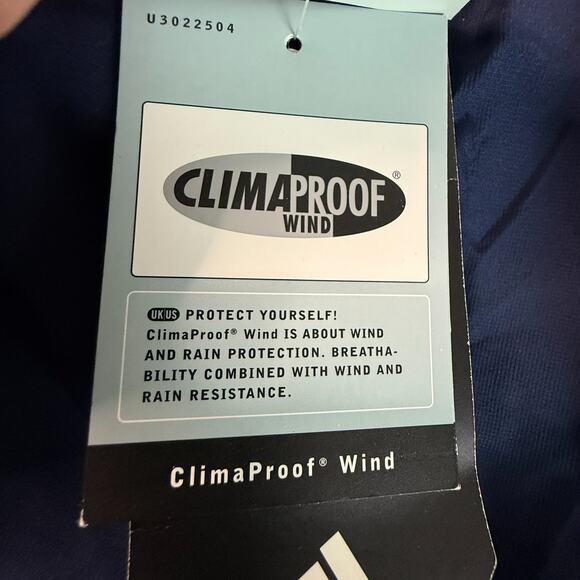 U3022504
CLIMAPROOF®
WIND
UK US PROTECT YOURSELF!
ClimaProof® Wind IS ABOUT WIND
AND RAIN PROTECTION. BREATHA-
BILITY COMBINED WITH WIND AND
RAIN RESISTANCE.
ClimaProof® Wind